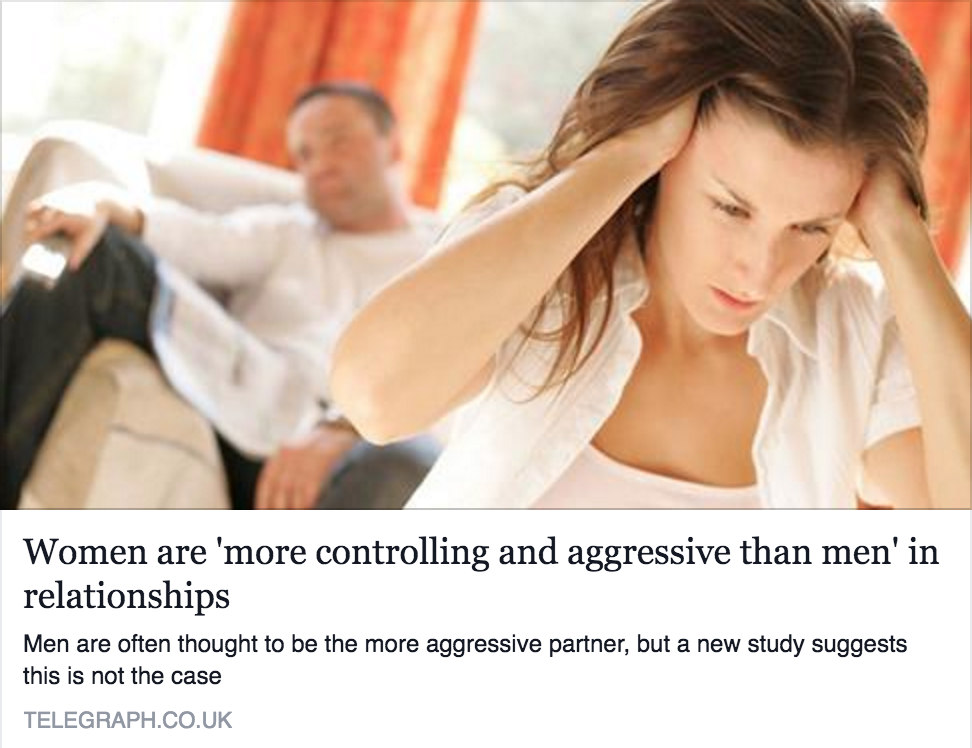 Women are 'more controlling and aggressive than men' in
relationships
Men are often thought to be the more aggressive partner, but a new study suggests
this is not the case
TELEGRAPH.CO.UK